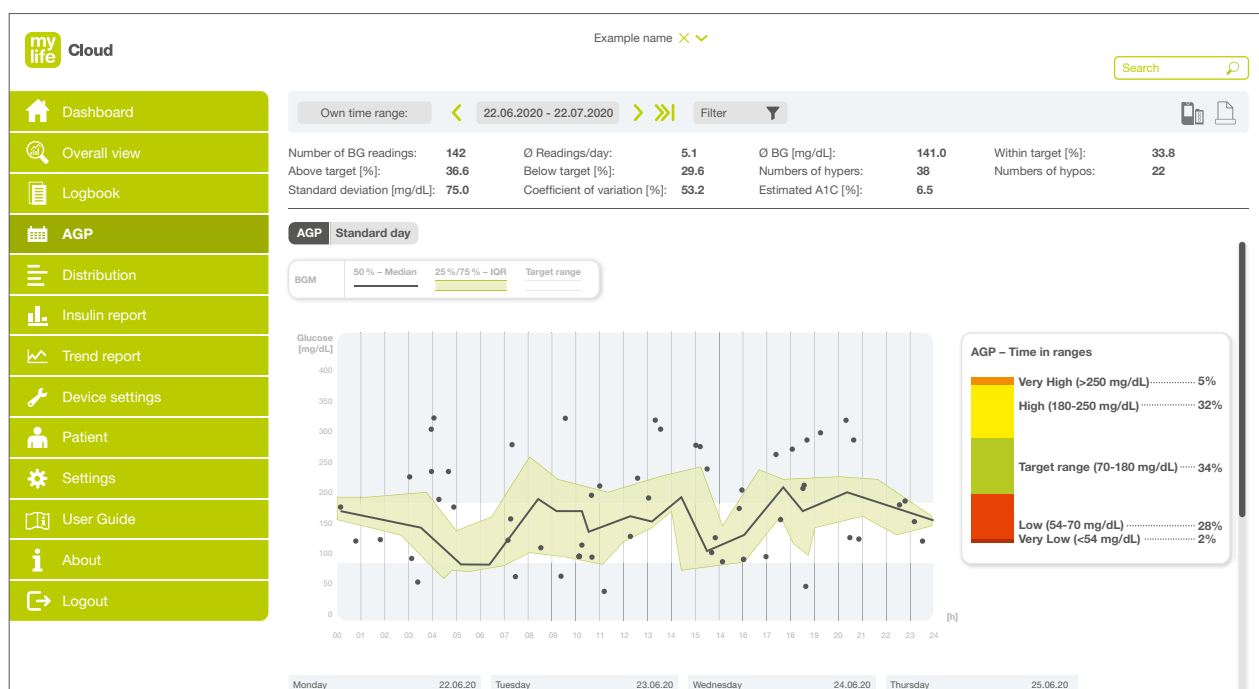 my life Cloud
Example name
Search
Dashboard
Overall view
Logbook
AGP
Distribution
Insulin report
Trend report
Device settings
Patient
Settings
User Guide
About
Logout
Own time range: 22.06.2020 - 22.07.2020 Filter
Number of BG readings: 142 Ø Readings/day: 5.1 Ø BG [mg/dL]: 141.0 Within target [%]: 33.8
Above target [%]: 36.6 Below target [%]: 29.6 Numbers of hypers: 38 Numbers of hypos: 22
Standard deviation [mg/dL]: 75.0 Coefficient of variation [%]: 53.2 Estimated A1C [%]: 6.5
AGP Standard day
BGM 50 % – Median 25 %/75 % – IQR Target range
Glucose
[mg/dL]
400
350
300
250
200
150
100
50
0
[h]
00 01 02 03 04 05 06 07 08 09 10 11 12 13 14 15 16 17 18 19 20 21 22 23 24
AGP – Time in ranges
Very High (>250 mg/dL) 5%
High (180-250 mg/dL) 32%
Target range (70-180 mg/dL) 34%
Low (54-70 mg/dL) 28%
Very Low (<54 mg/dL) 2%
Monday 22.06.20 Tuesday 23.06.20 Wednesday 24.06.20 Thursday 25.06.20